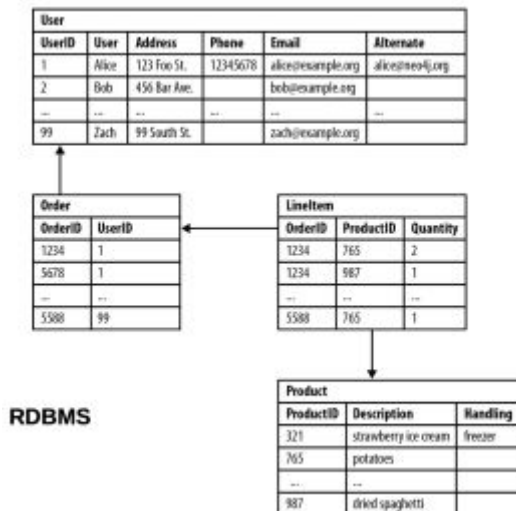 User
UserID User Address Phone Email Alternate
1 Alice 123 Foo St. 12345678 alice@example.org alice@neo4j.org
2 Bob 456 Bar Ave. bob@example.org
... ... ... ... ... ...
99 Zach 99 South St. zach@example.org
Order
OrderID UserID
1234 1
5678 1
... ...
5588 99
LineItem
OrderID ProductID Quantity
1234 765 2
1234 987 1
... ... ...
5588 765 1
RDBMS
Product
ProductID Description Handling
321 strawberry ice cream freezer
765 potatoes
... ...
987 dried spaghetti